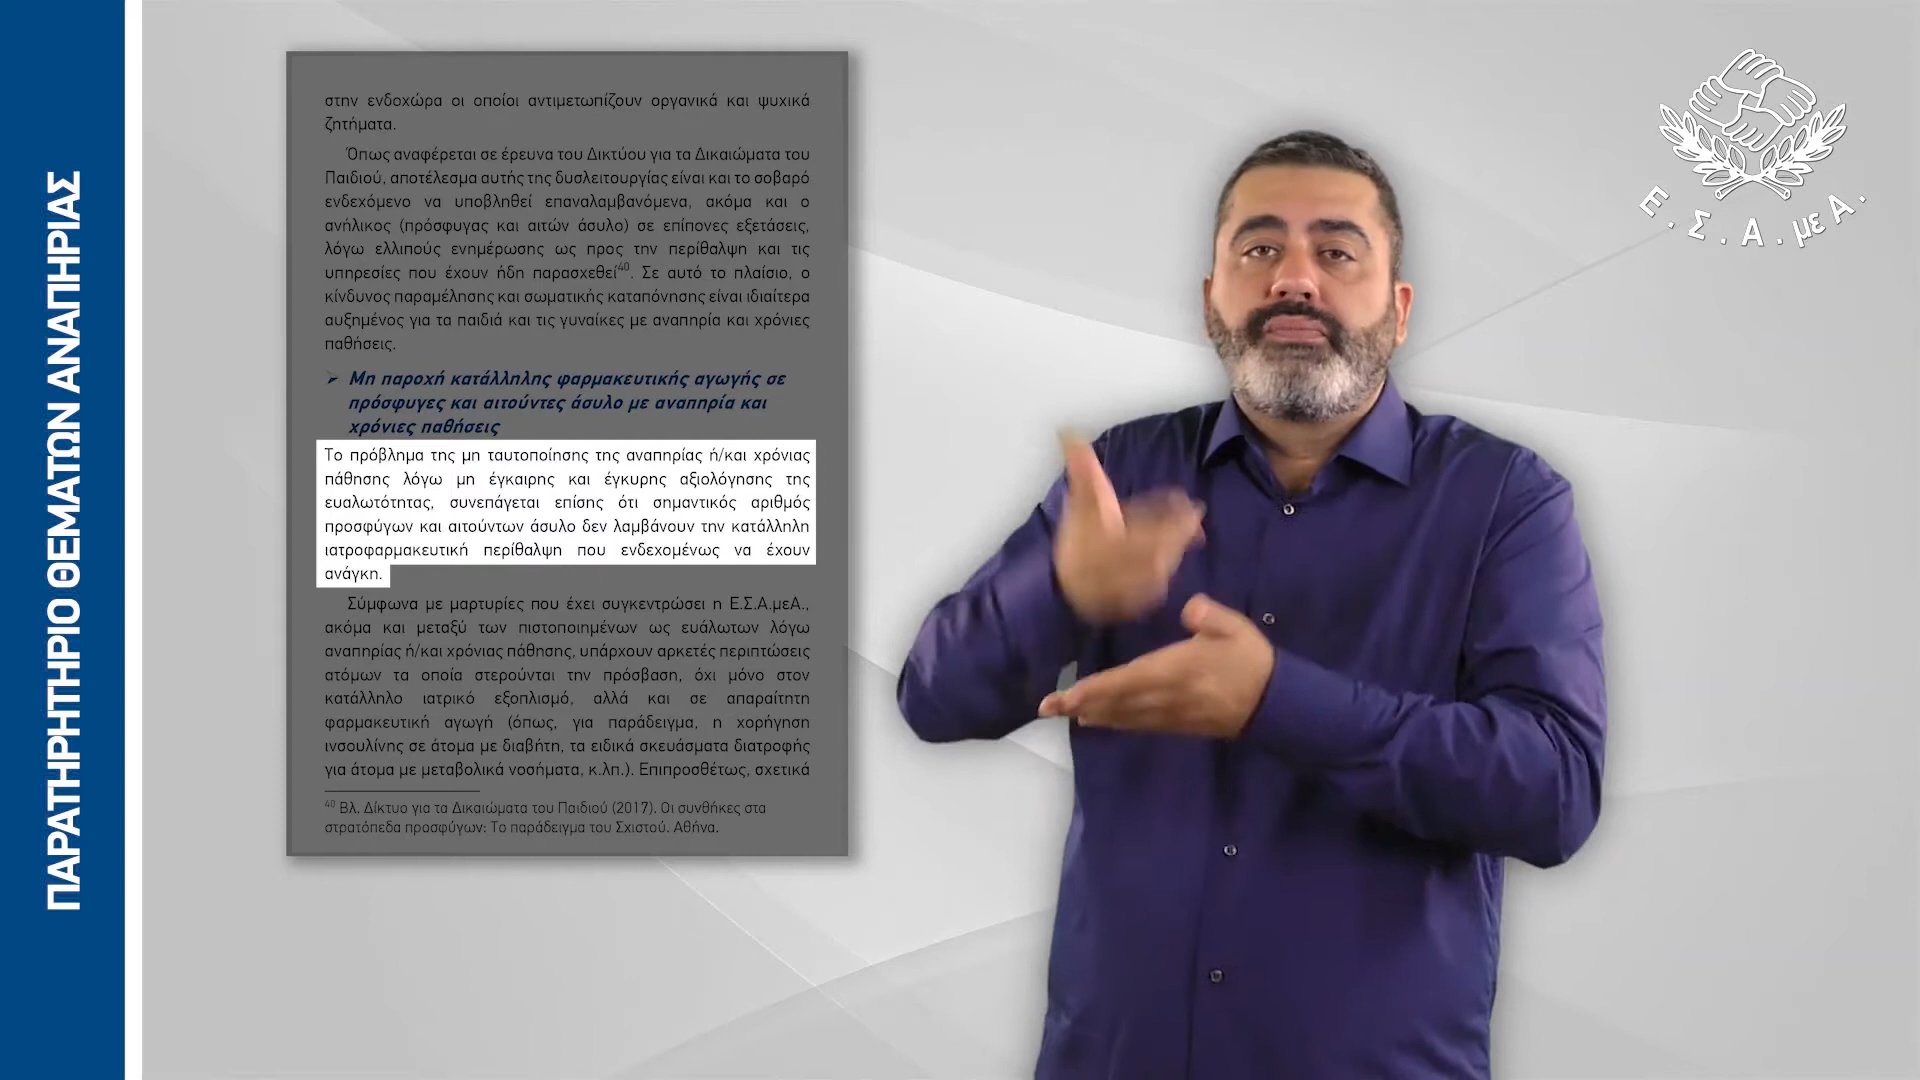 ΠΑΡΑΤΗΡΗΤΗΡΙΟ ΘΕΜΑΤΩΝ ΑΝΑΠΗΡΙΑΣ
στην ενδοχώρα οι οποίοι αντιμετωπίζουν οργανικά και ψυχικά
ζητήματα.
Όπως αναφέρεται σε έρευνα του Δικτύου για τα Δικαιώματα του
Παιδιού, αποτέλεσμα αυτής της δυσλειτουργίας είναι και το σοβαρό
ενδεχόμενο να υποβληθεί επαναλαμβανόμενα, ακόμα και ο
ανήλικος (πρόσφυγας και αιτών άσυλο) σε επίπονες εξετάσεις,
λόγω ελλιπούς ενημέρωσης ως προς την περίθαλψη και τις
υπηρεσίες που έχουν ήδη παρασχεθεί40. Σε αυτό το πλαίσιο, ο
κίνδυνος παραμέλησης και σωματικής καταπόνησης είναι ιδιαίτερα
αυξημένος για τα παιδιά και τις γυναίκες με αναπηρία και χρόνιες
παθήσεις.
➢ Μη παροχή κατάλληλης φαρμακευτικής αγωγής σε
πρόσφυγες και αιτούντες άσυλο με αναπηρία και
χρόνιες παθήσεις
Το πρόβλημα της μη ταυτοποίησης της αναπηρίας ή/και χρόνιας
πάθησης λόγω μη έγκαιρης και έγκυρης αξιολόγησης της
ευαλωτότητας, συνεπάγεται επίσης ότι σημαντικός αριθμός
προσφύγων και αιτούντων άσυλο δεν λαμβάνουν την κατάλληλη
ιατροφαρμακευτική περίθαλψη που ενδεχομένως να έχουν
ανάγκη.
Σύμφωνα με μαρτυρίες που έχει συγκεντρώσει η Ε.Σ.Α.μεΑ.,
ακόμα και μεταξύ των πιστοποιημένων ως ευάλωτων λόγω
αναπηρίας ή/και χρόνιας πάθησης, υπάρχουν αρκετές περιπτώσεις
ατόμων τα οποία στερούνται την πρόσβαση, όχι μόνο στον
κατάλληλο ιατρικό εξοπλισμό, αλλά και σε απαραίτητη
φαρμακευτική αγωγή (όπως, για παράδειγμα, η χορήγηση
ινσουλίνης σε άτομα με διαβήτη, τα ειδικά σκευάσματα διατροφής
για άτομα με μεταβολικά νοσήματα, κ.λπ.). Επιπροσθέτως, σχετικά
40 Βλ. Δίκτυο για τα Δικαιώματα του Παιδιού (2017). Οι συνθήκες στα
στρατόπεδα προσφύγων: Το παράδειγμα του Σχιστού. Αθήνα.
Ε.Σ.Α.μεΑ.